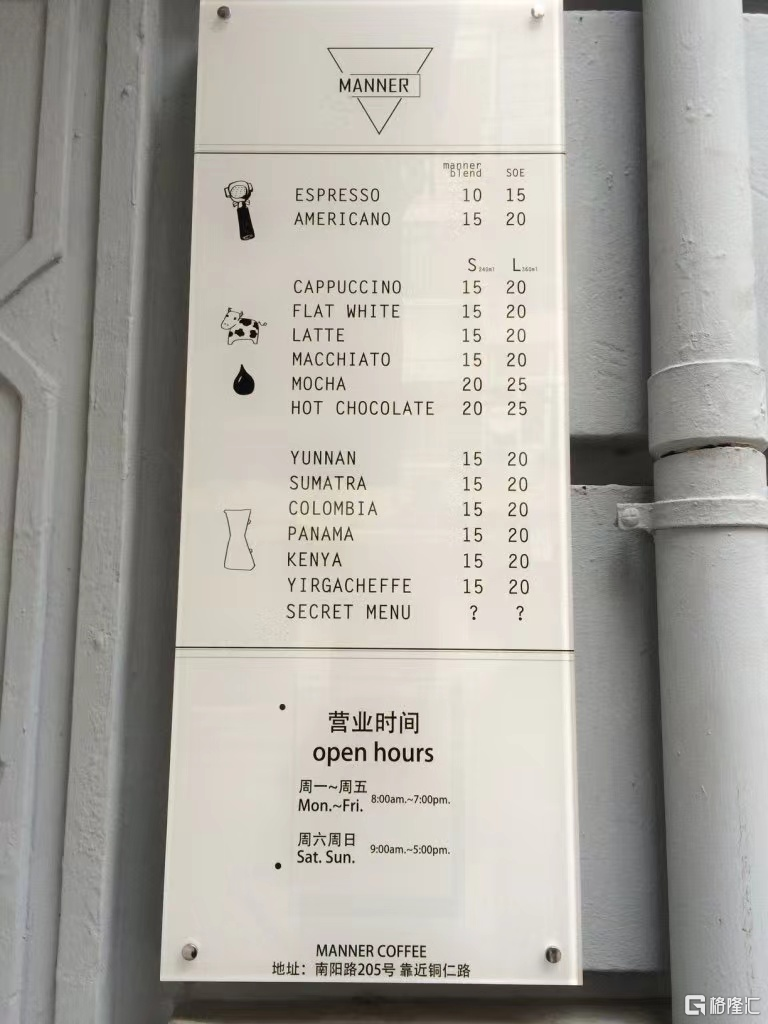 MANNER
manner
blend SOE
ESPRESSO 10 15
AMERICANO 15 20
S 240ml L 360ml
CAPPUCCINO 15 20
FLAT WHITE 15 20
LATTE 15 20
MACCHIATO 15 20
MOCHA 20 25
HOT CHOCOLATE 20 25
YUNNAN 15 20
SUMATRA 15 20
COLOMBIA 15 20
PANAMA 15 20
KENYA 15 20
YIRGACHEFFE 15 20
SECRET MENU ? ?
营业时间
open hours
周一~周五
Mon.~Fri. 8:00am.~7:00pm.
周六周日
Sat. Sun. 9:00am.~5:00pm.
MANNER COFFEE
地址：南阳路205号 靠近铜仁路
格隆汇